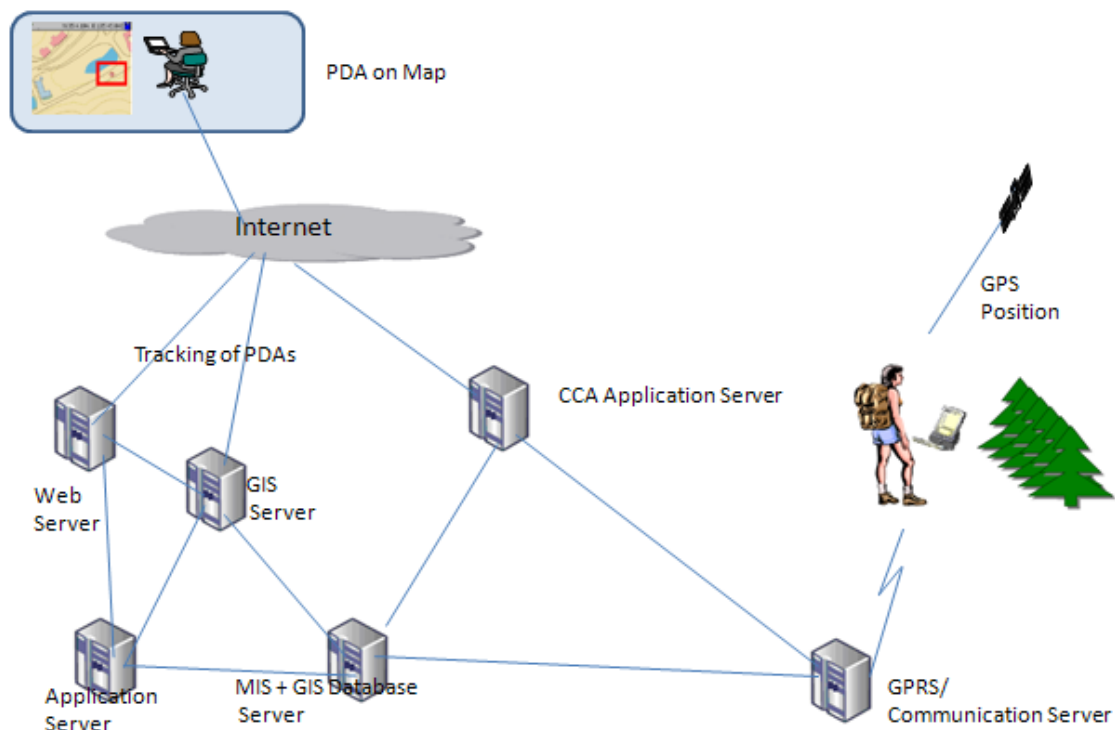 PDA on Map
Internet
GPS
Position
Tracking of PDAs
CCA Application Server
Web
Server
GIS
Server
Application
Server
MIS + GIS Database
Server
GPRS/
Communication Server